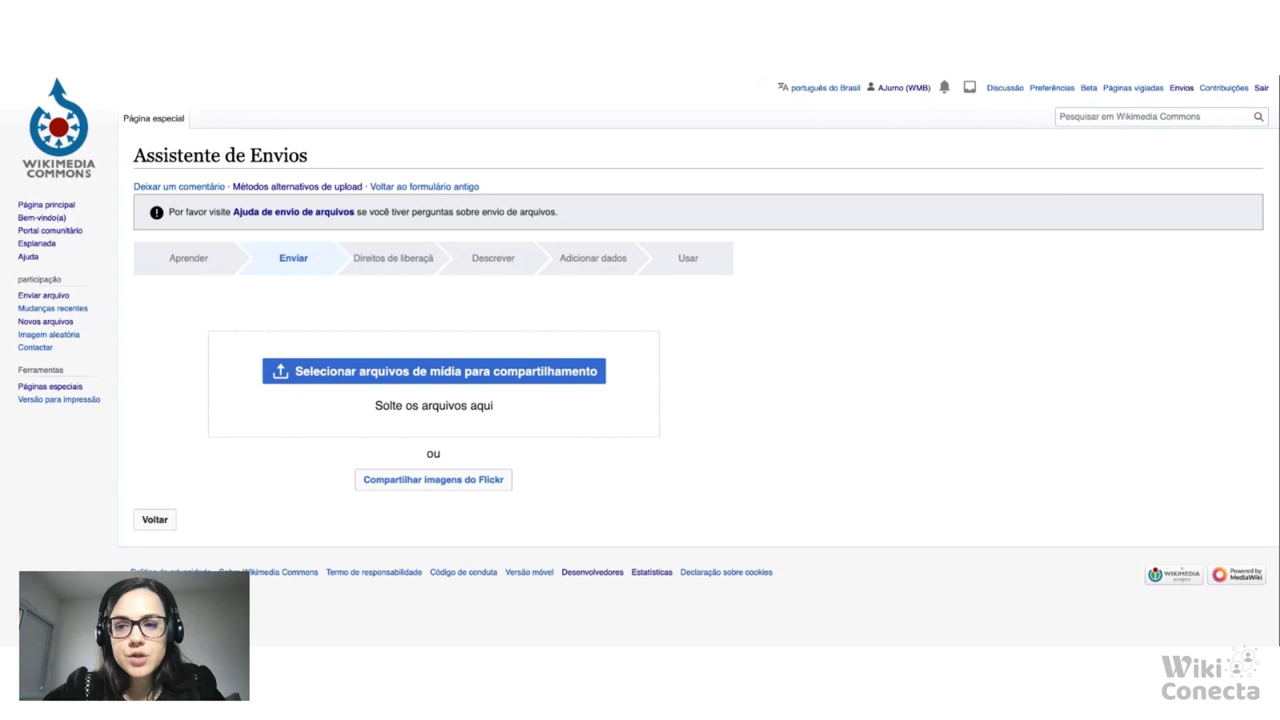 português do Brasil AJurno (WMB) Discussão Preferências Beta Páginas vigiadas Envios Contribuições Sair
Página especial
Pesquisar em Wikimedia Commons
WIKIMEDIA
COMMONS
Assistente de Envios
Deixar um comentário · Métodos alternativos de upload · Voltar ao formulário antigo
Por favor visite Ajuda de envio de arquivos se você tiver perguntas sobre envio de arquivos.
Página principal
Bem-vindo(a)
Portal comunitário
Esplanada
Ajuda
participação
Enviar arquivo
Mudanças recentes
Novos arquivos
Imagem aleatória
Contactar
Ferramentas
Páginas especiais
Versão para impressão
Aprender Enviar Direitos de liberaçã Descrever Adicionar dados Usar
Selecionar arquivos de mídia para compartilhamento
Solte os arquivos aqui
ou
Compartilhar imagens do Flickr
Voltar
Wikimedia Commons Termo de responsabilidade Código de conduta Versão móvel Desenvolvedores Estatísticas Declaração sobre cookies
WIKIMEDIA
project
Powered by
MediaWiki
Wiki
Conecta